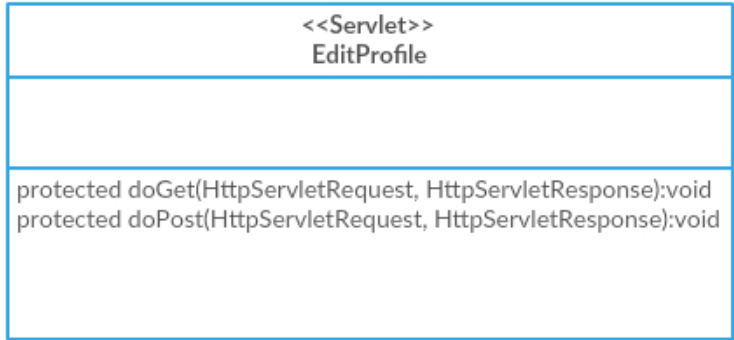 <<Servlet>>
EditProfile
protected doGet(HttpServletRequest, HttpServletResponse):void
protected doPost(HttpServletRequest, HttpServletResponse):void